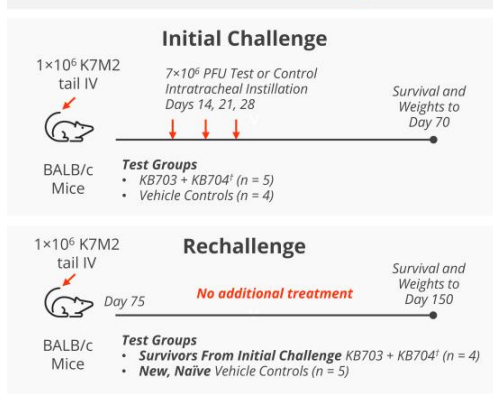 Initial Challenge
1×10⁶ K7M2
tail IV
7×10⁶ PFU Test or Control
Intratracheal Instillation
Days 14, 21, 28
Survival and
Weights to
Day 70
BALB/c
Mice
Test Groups
• KB703 + KB704† (n = 5)
• Vehicle Controls (n = 4)
Rechallenge
1×10⁶ K7M2
tail IV
Day 75
No additional treatment
Survival and
Weights to
Day 150
BALB/c
Mice
Test Groups
• Survivors From Initial Challenge KB703 + KB704† (n = 4)
• New, Naïve Vehicle Controls (n = 5)